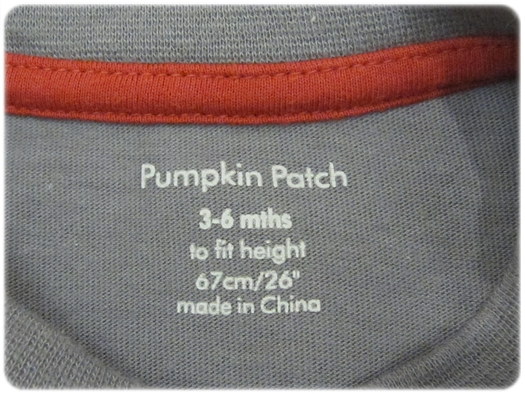 Pumpkin Patch
3-6 mths
to fit height
67cm/26"
made in China